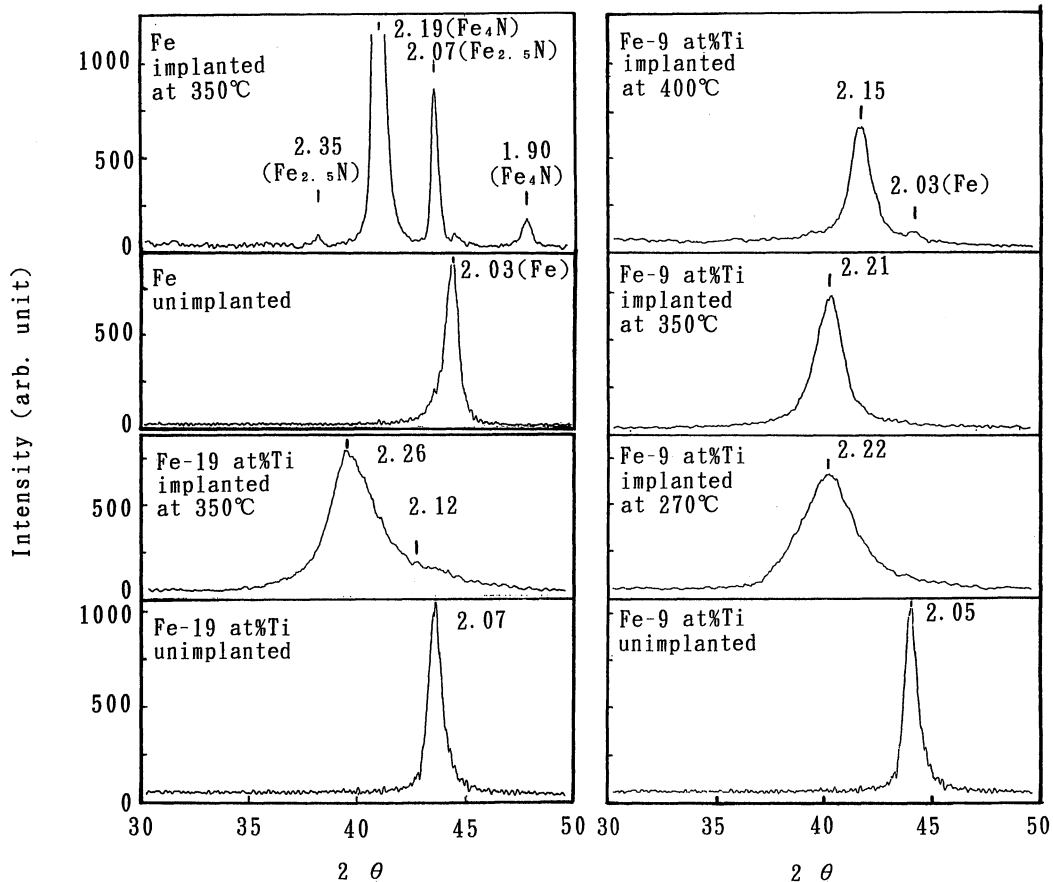 Intensity (arb. unit)
1000
500
0
Fe
implanted
at 350℃
2.19(Fe₄N)
2.07(Fe₂.₅N)
2.35
(Fe₂.₅N)
1.90
(Fe₄N)
500
0
Fe
unimplanted
2.03(Fe)
500
0
Fe-19 at%Ti
implanted
at 350℃
2.26
2.12
1000
500
0
Fe-19 at%Ti
unimplanted
2.07
30
35
40
45
50
2 θ
Fe-9 at%Ti
implanted
at 400℃
2.15
2.03(Fe)
Fe-9 at%Ti
implanted
at 350℃
2.21
Fe-9 at%Ti
implanted
at 270℃
2.22
Fe-9 at%Ti
unimplanted
2.05
30
35
40
45
50
2 θ